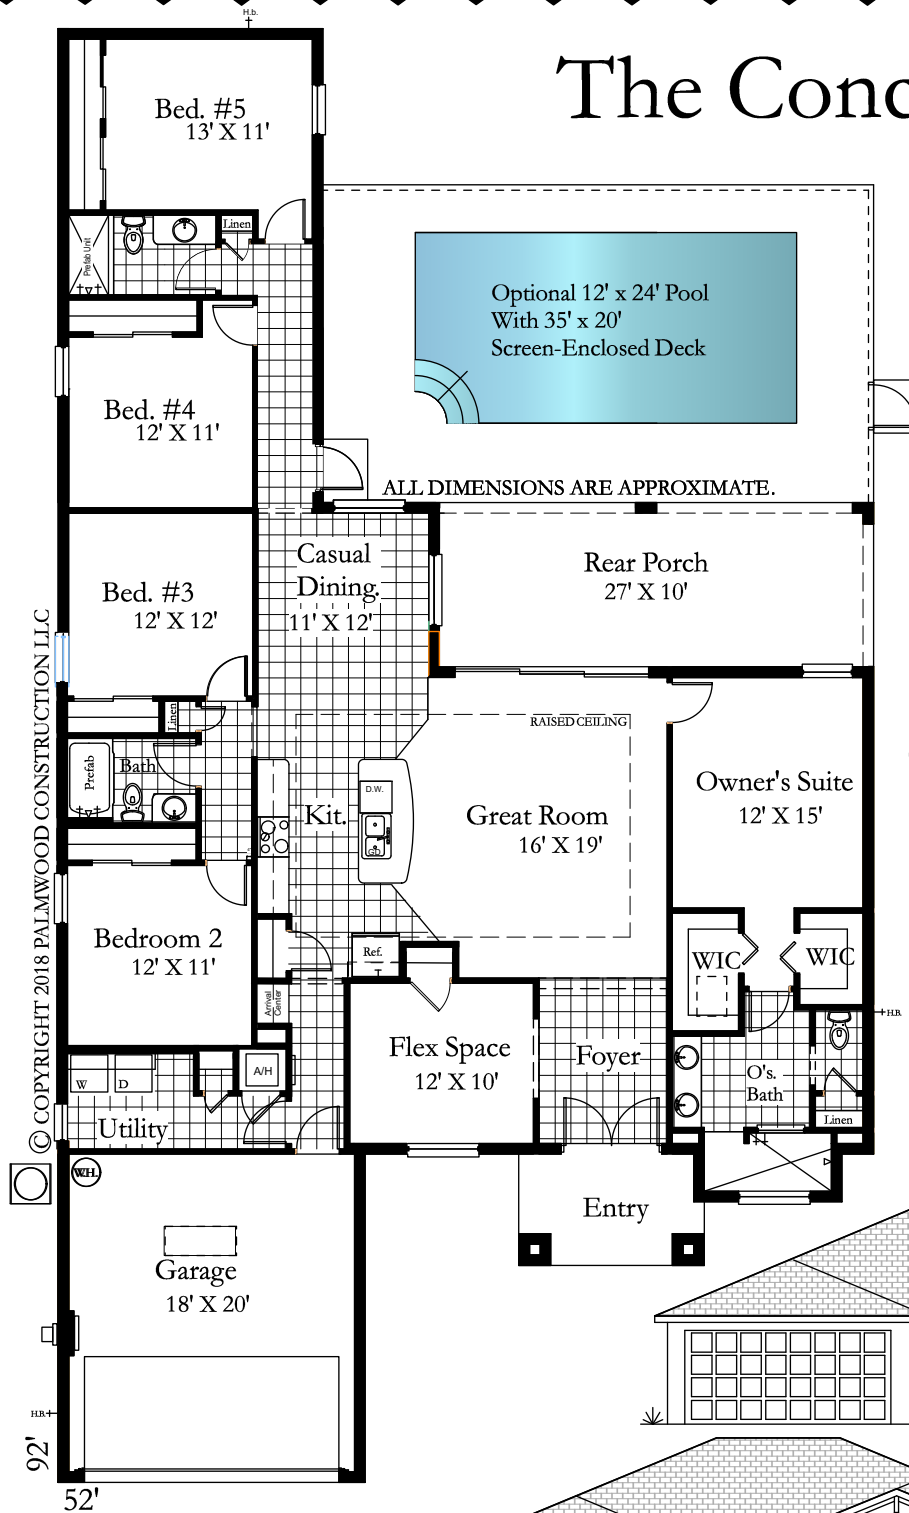 H.b.
The Conc
Bed. #5
13' X 11'
Linen
Prefab Unit
Optional 12' x 24' Pool
With 35' x 20'
Screen-Enclosed Deck
Bed. #4
12' X 11'
ALL DIMENSIONS ARE APPROXIMATE.
Casual
Dining.
11' X 12'
Rear Porch
27' X 10'
Bed. #3
12' X 12'
Linen
RAISED CEILING
Bath
Prefab
D.W.
Kit.
GD
Great Room
16' X 19'
Owner's Suite
12' X 15'
Bedroom 2
12' X 11'
Ref.
WIC
WIC
Arrival
Center
H.B.
Flex Space
12' X 10'
Foyer
O's.
Bath
Linen
W
D
A/H
Utility
© COPYRIGHT 2018 PALMWOOD CONSTRUCTION LLC
W.H.
Entry
Garage
18' X 20'
H.B.
92'
52'